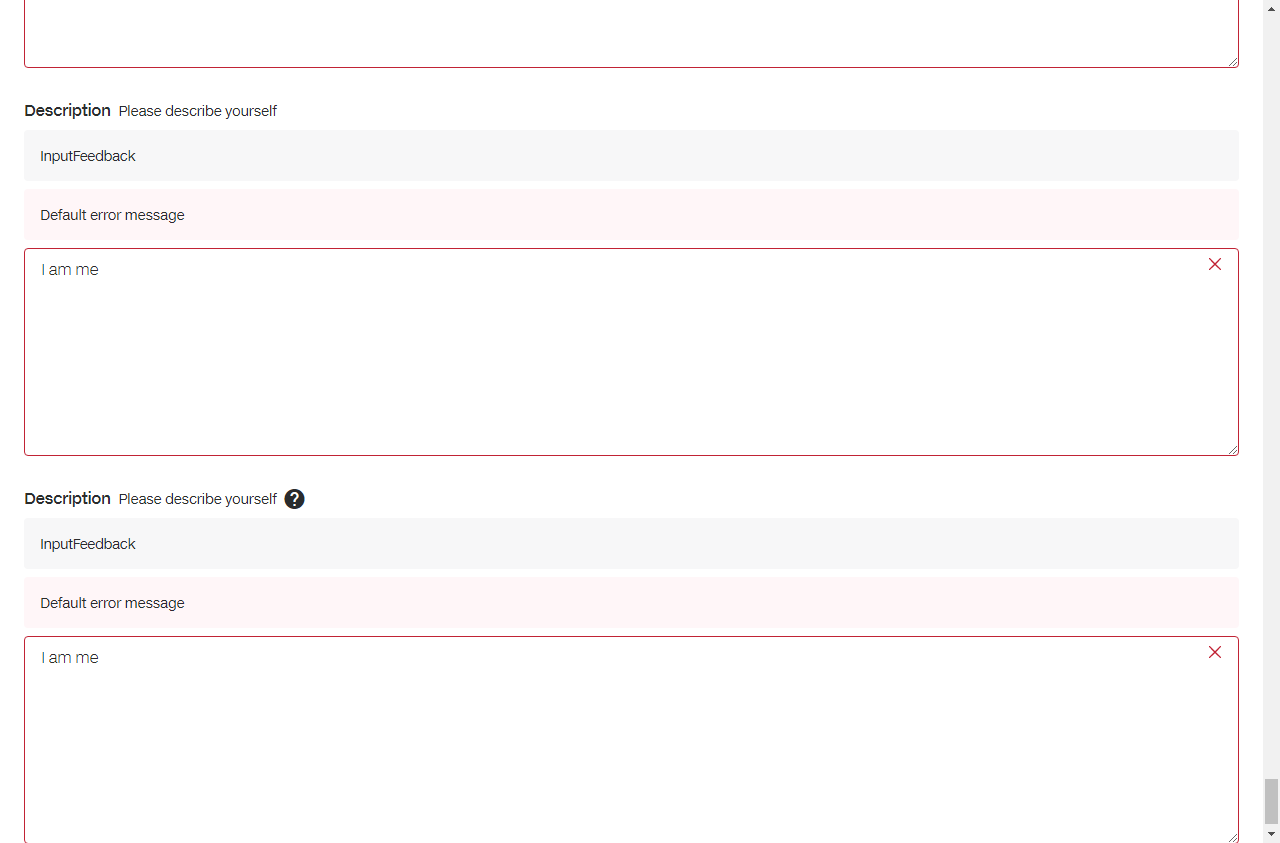 Description Please describe yourself
InputFeedback
Default error message
I am me
Description Please describe yourself ?
InputFeedback
Default error message
I am me